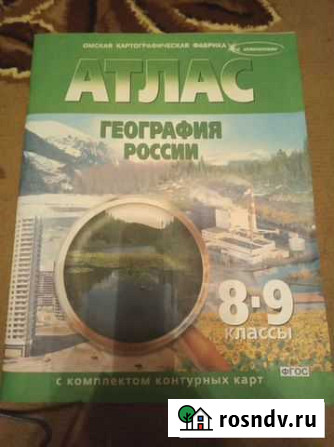 ОМСКАЯ КАРТОГРАФИЧЕСКАЯ ФАБРИКА
АТЛАС
ГЕОГРАФИЯ
РОССИИ
8-9
классы
с комплектом контурных карт
ФГОС
rosndv.ru